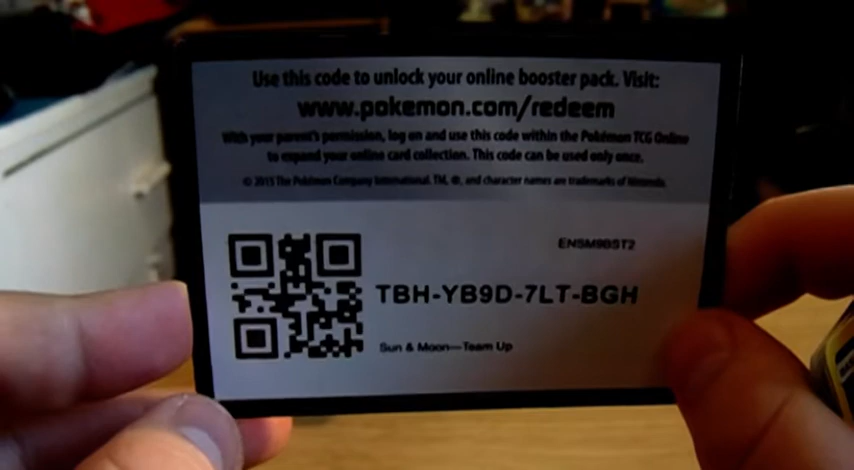 Use this code to unlock your online booster pack. Visit:
www.pokemon.com/redeem
With your parent's permission, log on and use this code within the Pokémon TCG Online
to expand your online card collection. This code can be used only once.
© 2015 The Pokémon Company International. TM, ®, and character names are trademarks of Nintendo.
ENSM9BST2
TBH-YB9D-7LT-BGH
Sun & Moon—Team Up